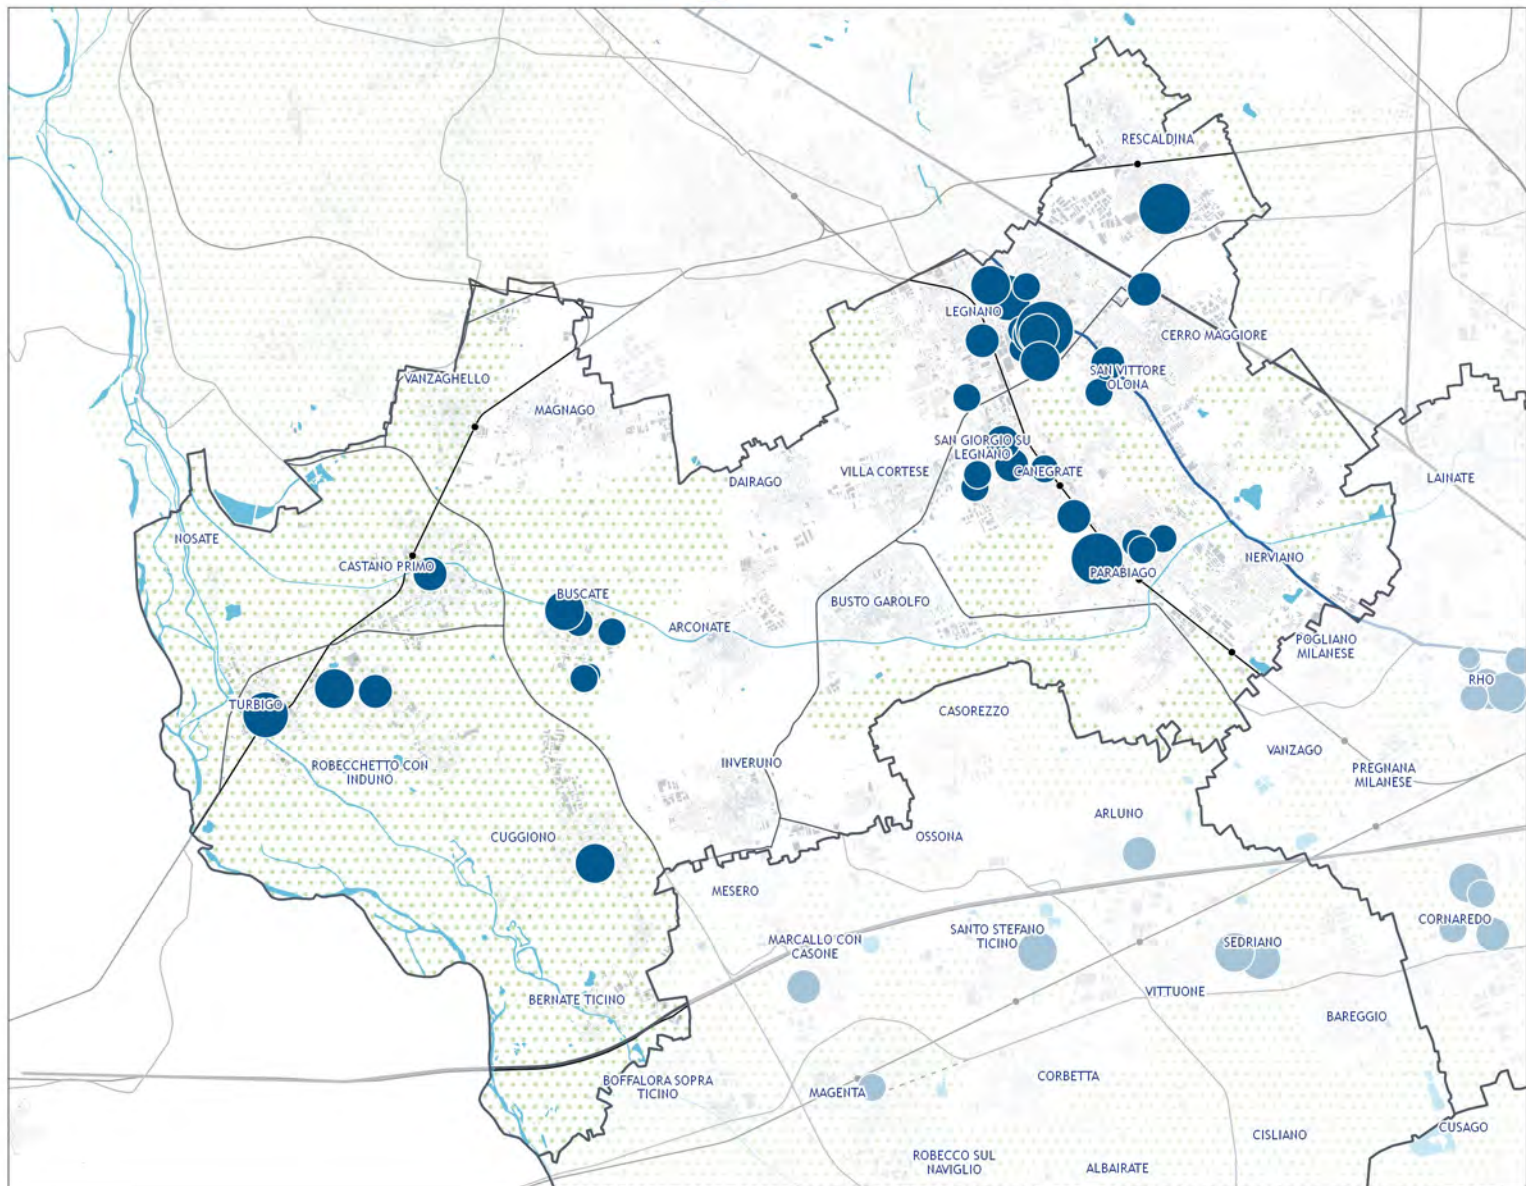 RESCALDINA
LEGNANO
CERRO MAGGIORE
SAN VITTORE
OLONA
VANZAGHELLO
MAGNAGO
SAN GIORGIO SU
LEGNANO
CANEGRATE
VILLA CORTESE
DAIRAGO
LAINATE
NOSATE
CASTANO PRIMO
NERVIANO
PARABIAGO
BUSCATE
BUSTO GAROLFO
ARCONATE
POGLIANO
MILANESE
RHO
TURBIGO
CASOREZZO
VANZAGO
ROBECCHETTO CON
INDUNO
INVERUNO
PREGNANA
MILANESE
ARLUNO
CUGGIONO
OSSONA
MESERO
CORNAREDO
SANTO STEFANO
TICINO
MARCALLO CON
CASONE
SEDRIANO
BERNATE TICINO
VITTUONE
BAREGGIO
BOFFALORA SOPRA
TICINO
CORBETTA
MAGENTA
CUSAGO
CISLIANO
ROBECCO SUL
NAVIGLIO
ALBAIRATE